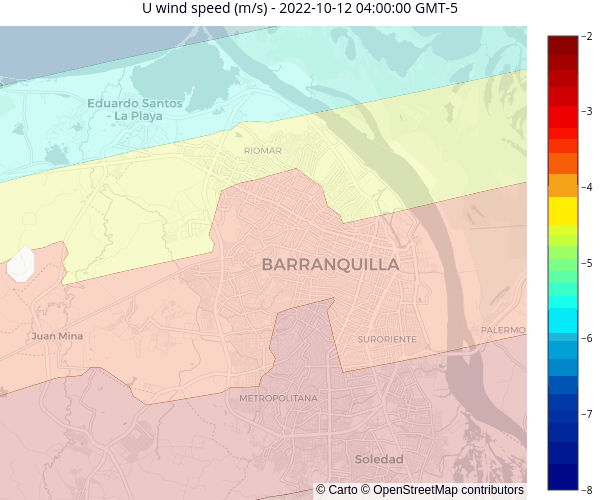 U wind speed (m/s) - 2022-10-12 04:00:00 GMT-5
Eduardo Santos
- La Playa
RIOMAR
BARRANQUILLA
Juan Mina
SURORIENTE
PALERMO
METROPOLITANA
Soledad
© Carto © OpenStreetMap contributors
−2
−3
−4
−5
−6
−7
−8